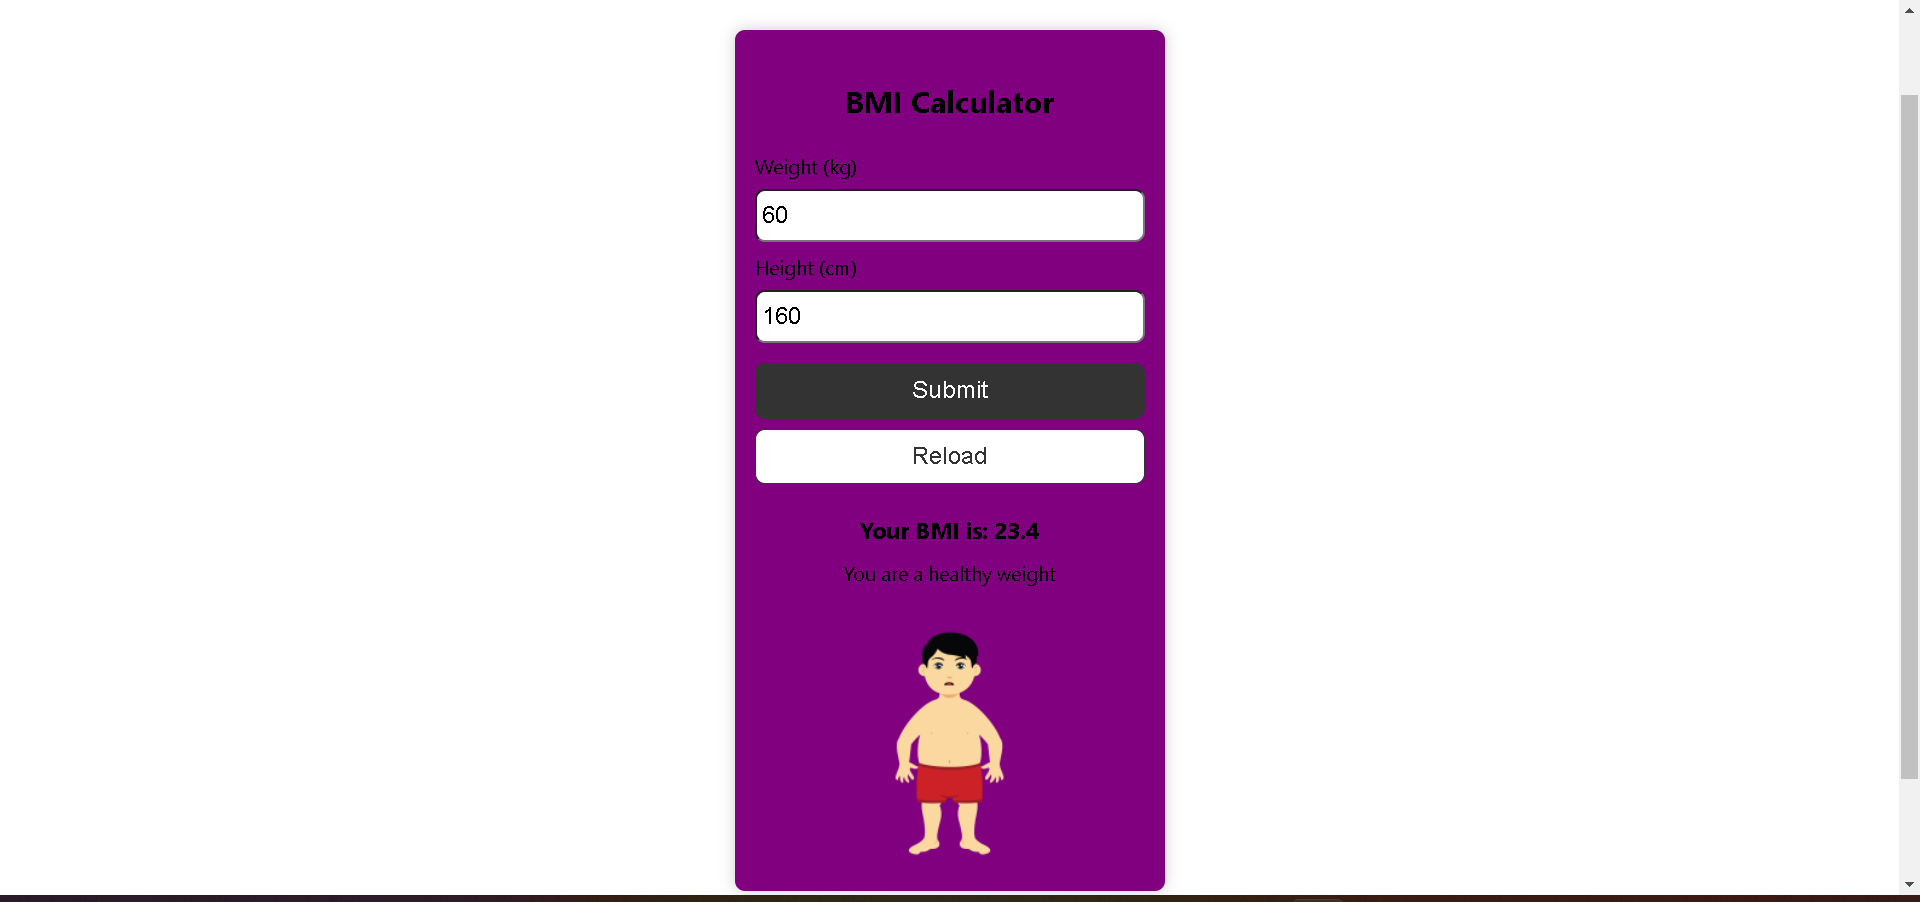 BMI Calculator
Weight (kg)
60
Height (cm)
160
Submit
Reload
Your BMI is: 23.4
You are a healthy weight